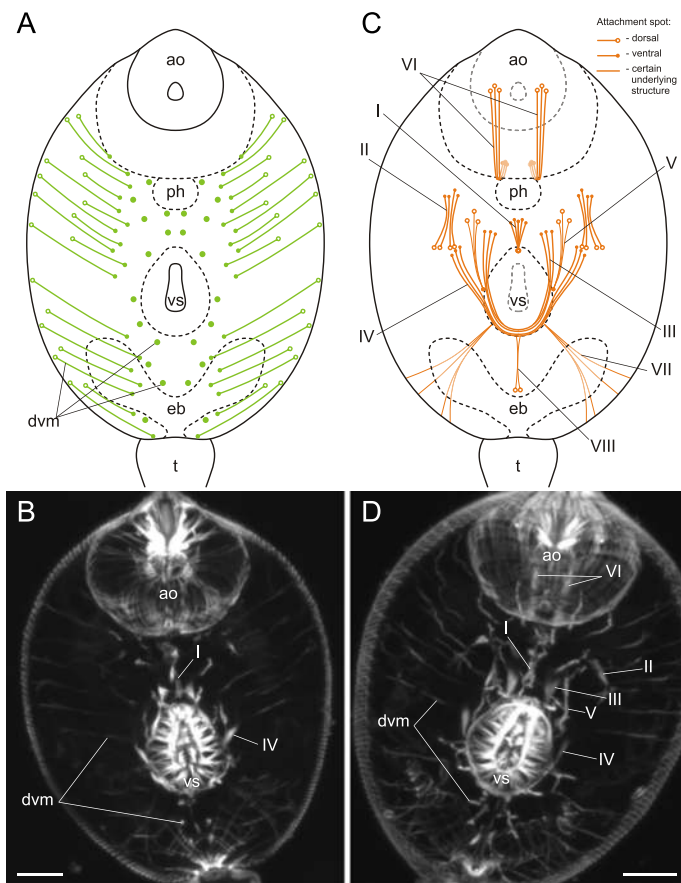 A
ao
ph
vs
dvm
eb
t
C
Attachment spot:
- dorsal
- ventral
- certain
underlying
structure
ao
VI
I
II
V
ph
vs
IV
III
VII
eb
VIII
t
B
ao
I
IV
dvm
vs
D
ao
VI
I
II
III
V
dvm
IV
vs